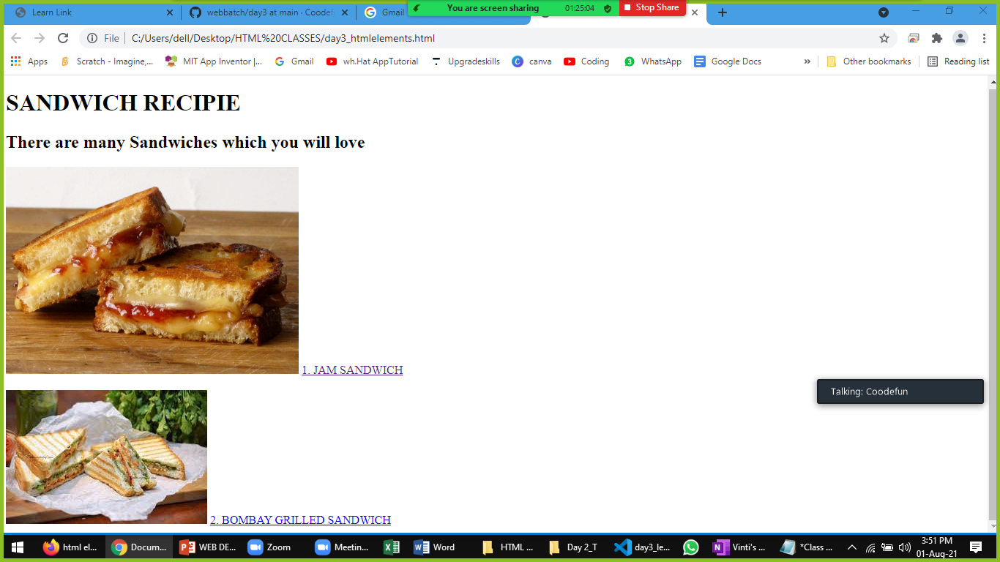 Learn Link
webbatch/day3 at main · Coodef
Gmail
You are screen sharing
01:25:04
Stop Share
File
C:/Users/dell/Desktop/HTML%20CLASSES/day3_htmlelements.html
Apps
Scratch - Imagine,...
MIT App Inventor |...
Gmail
wh.Hat AppTutorial
Upgradeskills
canva
Coding
3
WhatsApp
Google Docs
»
Other bookmarks
Reading list
SANDWICH RECIPIE
There are many Sandwiches which you will love
1. JAM SANDWICH
Talking: Coodefun
2. BOMBAY GRILLED SANDWICH
html el...
Docum...
WEB DE...
Zoom
Meetin...
Word
HTML ...
Day 2_T
day3_le...
Vinti's ...
*Class ...
3:51 PM
01-Aug-21